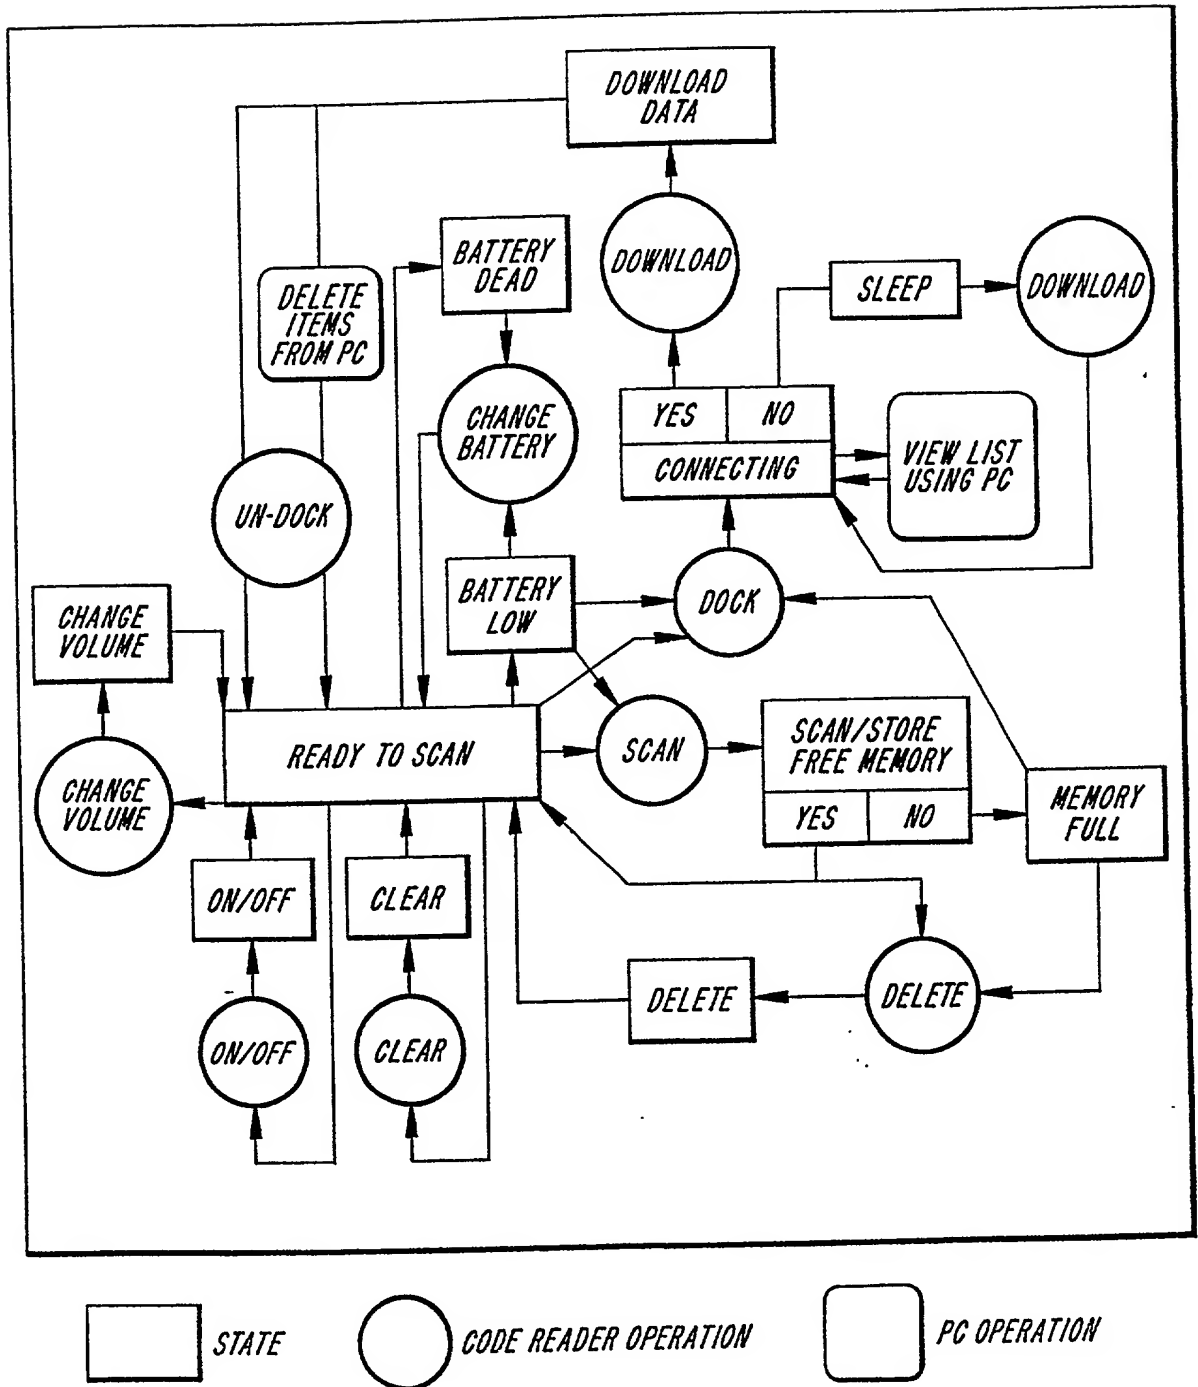 DOWNLOAD
DATA
BATTERY
DEAD
DOWNLOAD
SLEEP
DOWNLOAD
DELETE
ITEMS
FROM PC
CHANGE
BATTERY
YES
NO
CONNECTING
VIEW LIST
USING PC
UN-DOCK
BATTERY
LOW
DOCK
CHANGE
VOLUME
READY TO SCAN
SCAN
SCAN/STORE
FREE MEMORY
YES
NO
MEMORY
FULL
CHANGE
VOLUME
ON/OFF
CLEAR
DELETE
DELETE
ON/OFF
CLEAR
STATE
CODE READER OPERATION
PC OPERATION